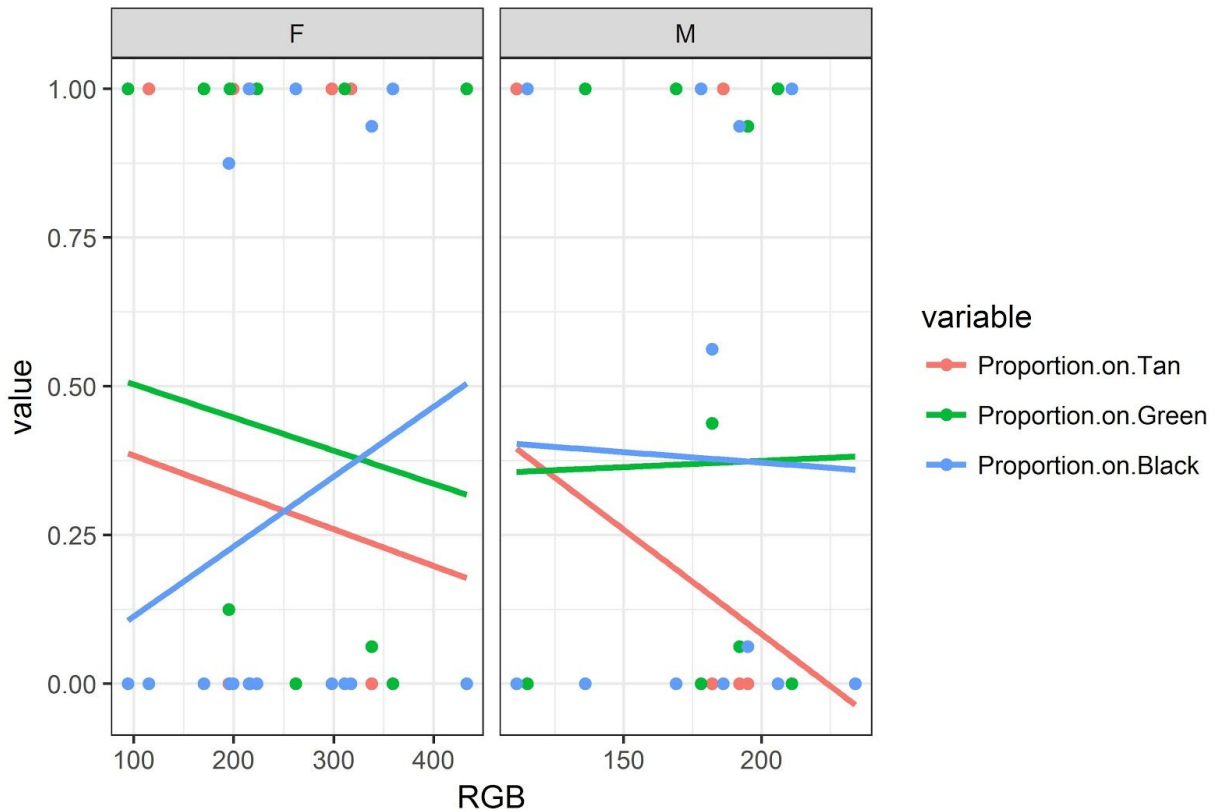 F
M
1.00
0.75
0.50
0.25
0.00
value
100 200 300 400
150 200
RGB
variable
Proportion.on.Tan
Proportion.on.Green
Proportion.on.Black